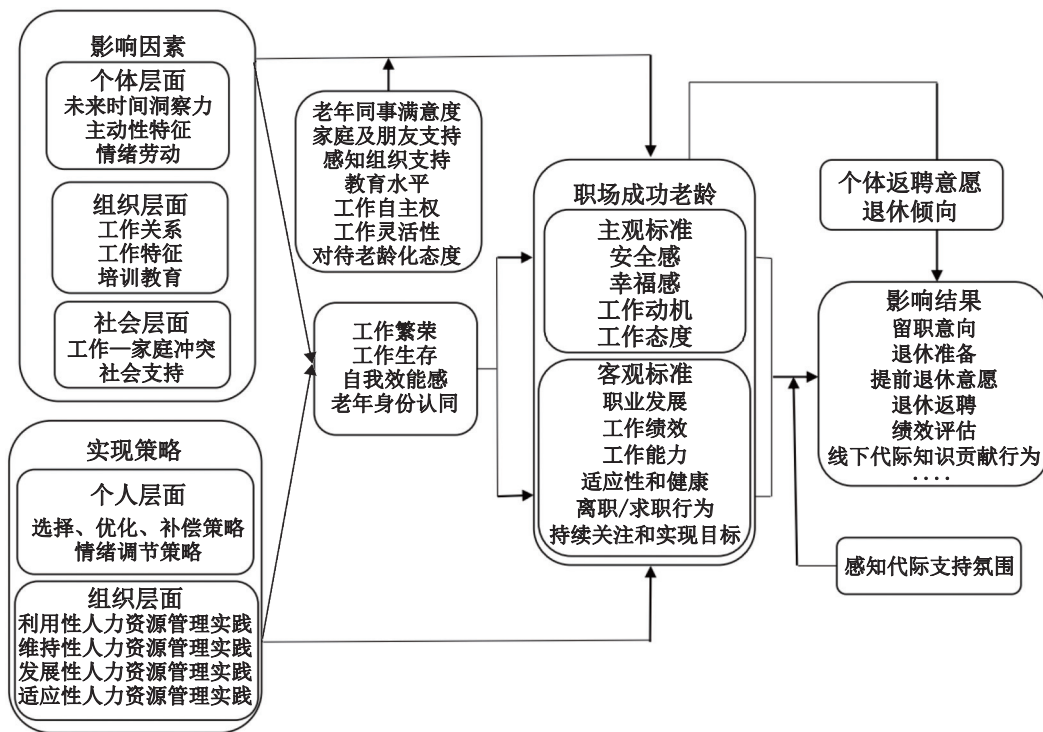 影响因素
个体层面
未来时间洞察力
主动性特征
情绪劳动
组织层面
工作关系
工作特征
培训教育
社会层面
工作—家庭冲突
社会支持
实现策略
个人层面
选择、优化、补偿策略
情绪调节策略
组织层面
利用性人力资源管理实践
维持性人力资源管理实践
发展性人力资源管理实践
适应性人力资源管理实践
老年同事满意度
家庭及朋友支持
感知组织支持
教育水平
工作自主权
工作灵活性
对待老龄化态度
工作繁荣
工作生存
自我效能感
老年身份认同
职场成功老龄
主观标准
安全感
幸福感
工作动机
工作态度
客观标准
职业发展
工作绩效
工作能力
适应性和健康
离职/求职行为
持续关注和实现目标
个体返聘意愿
退休倾向
影响结果
留职意向
退休准备
提前退休意愿
退休返聘
绩效评估
线下代际知识贡献行为
....
感知代际支持氛围